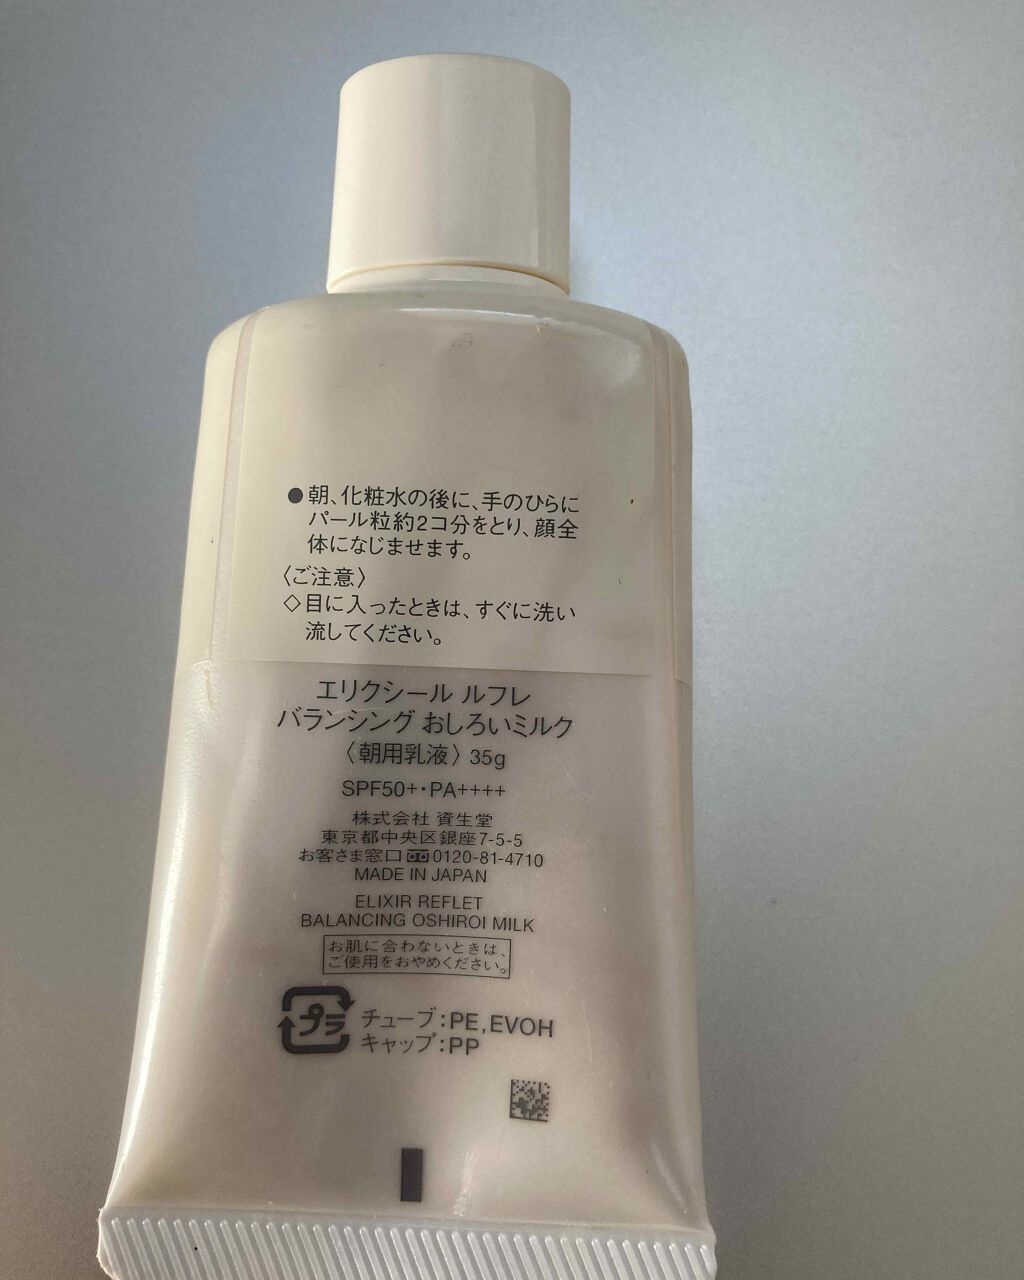 ●朝、化粧水の後に、手のひらに
パール粒約2コ分をとり、顔全
体になじませます。
〈ご注意〉
◇目に入ったときは、すぐに洗い
流してください。
エリクシール ルフレ
バランシング おしろいミルク
〈朝用乳液〉35g
SPF50+・PA++++
株式会社 資生堂
東京都中央区銀座7-5-5
お客さま窓口 0120-81-4710
MADE IN JAPAN
ELIXIR REFLET
BALANCING OSHIROI MILK
お肌に合わないときは、
ご使用をおやめください。
プラ
チューブ:PE,EVOH
キャップ:PP